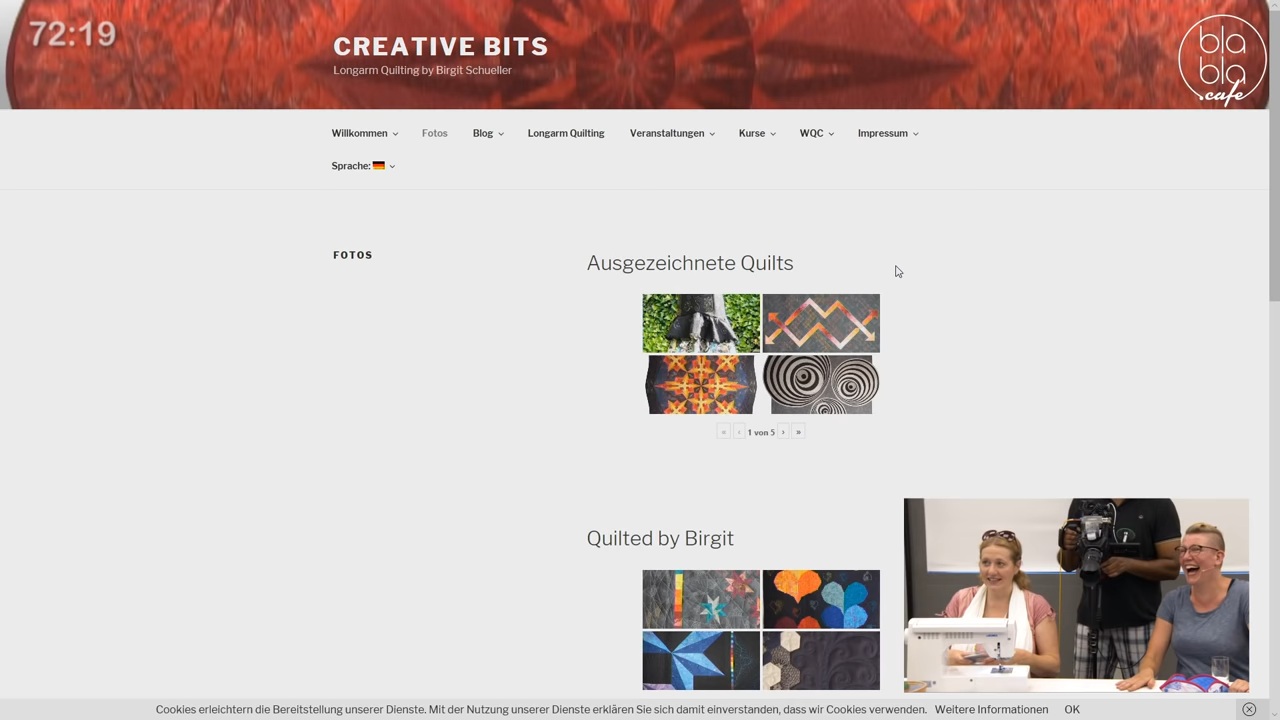 72:19
CREATIVE BITS
Longarm Quilting by Birgit Schueller
bla
bla
.cafe
Willkommen Fotos Blog Longarm Quilting Veranstaltungen Kurse WQC Impressum
Sprache:
FOTOS
Ausgezeichnete Quilts
« ‹ 1 von 5 › »
Quilted by Birgit
Cookies erleichtern die Bereitstellung unserer Dienste. Mit der Nutzung unserer Dienste erklären Sie sich damit einverstanden, dass wir Cookies verwenden. Weitere Informationen OK